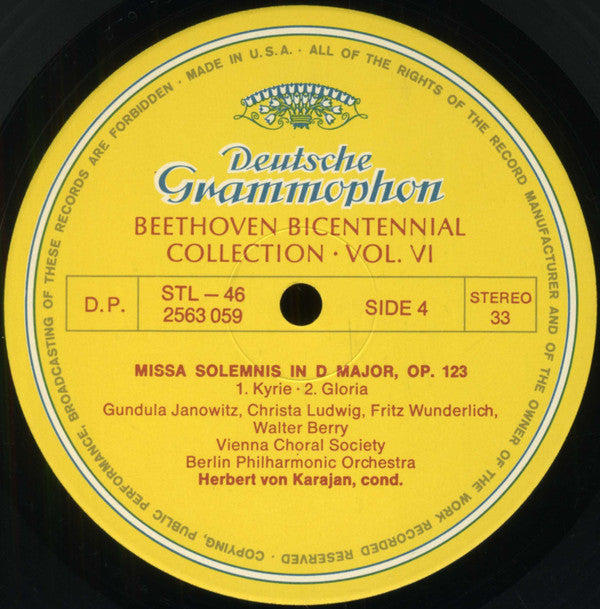 MADE IN U.S.A. · ALL OF THE RIGHTS OF THE RECORD MANUFACTURER AND OF THE OWNER OF THE WORK RECORDED RESERVED · COPYING, PUBLIC PERFORMANCE, BROADCASTING OF THESE RECORDS ARE FORBIDDEN ·
Deutsche
Grammophon
BEETHOVEN BICENTENNIAL
COLLECTION · VOL. VI
D.P.
STL – 46
2563 059
SIDE 4
STEREO
33
MISSA SOLEMNIS IN D MAJOR, OP. 123
1. Kyrie · 2. Gloria
Gundula Janowitz, Christa Ludwig, Fritz Wunderlich,
Walter Berry
Vienna Choral Society
Berlin Philharmonic Orchestra
Herbert von Karajan, cond.